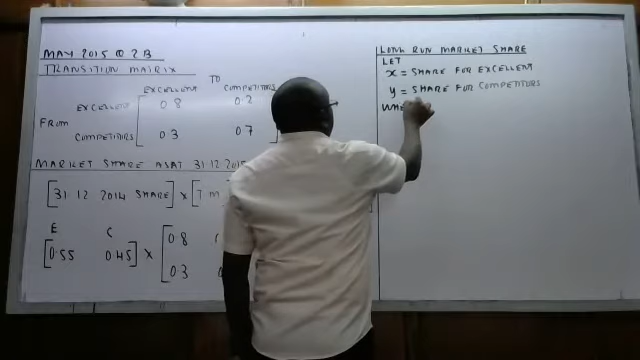 MAY 2015 Q 2B
TRANSITION MATRIX
TO
EXCELLENT COMPETITORS
EXCELLENT 0.8 0.2
FROM
COMPETITORS 0.3 0.7
MARKET SHARE AS AT 31 12
[31 12 2014 SHARE] × [T M
E C
[0.55 0.45] × [0.8
0.3
LONG RUN MARKET SHARE
LET
x = SHARE FOR EXCELLENT
y = SHARE FOR COMPETITORS
WHE